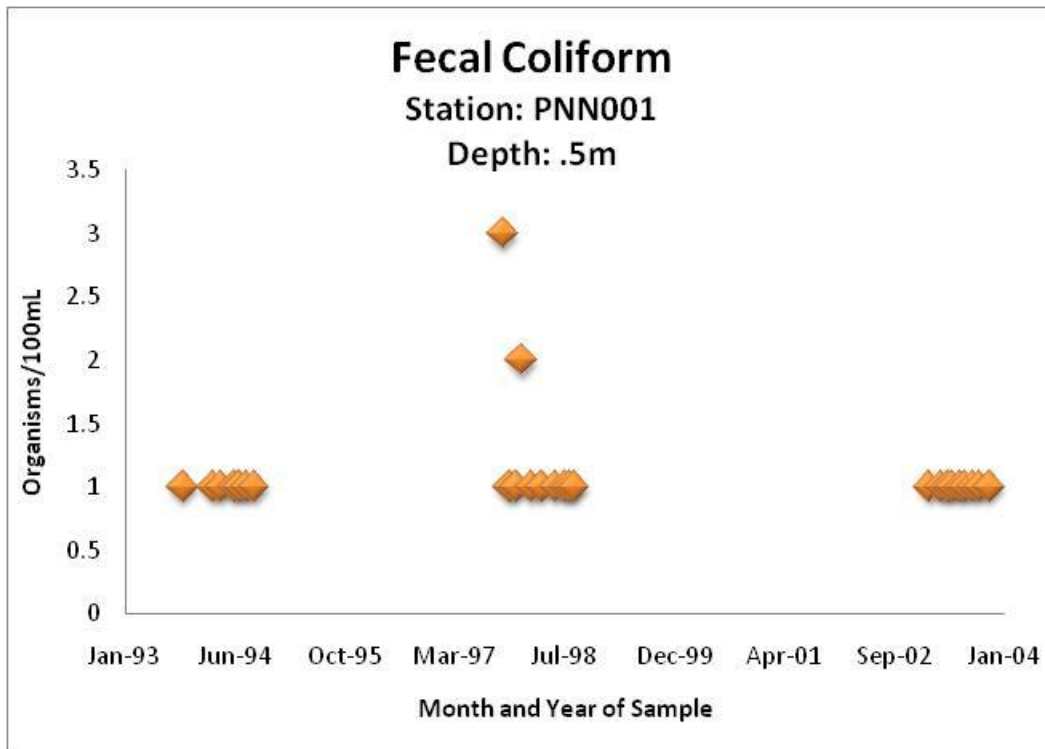 Fecal Coliform
Station: PNN001
Depth: .5m
3.5
3
2.5
2
1.5
1
0.5
0
Organisms/100mL
Jan-93 Jun-94 Oct-95 Mar-97 Jul-98 Dec-99 Apr-01 Sep-02 Jan-04
Month and Year of Sample